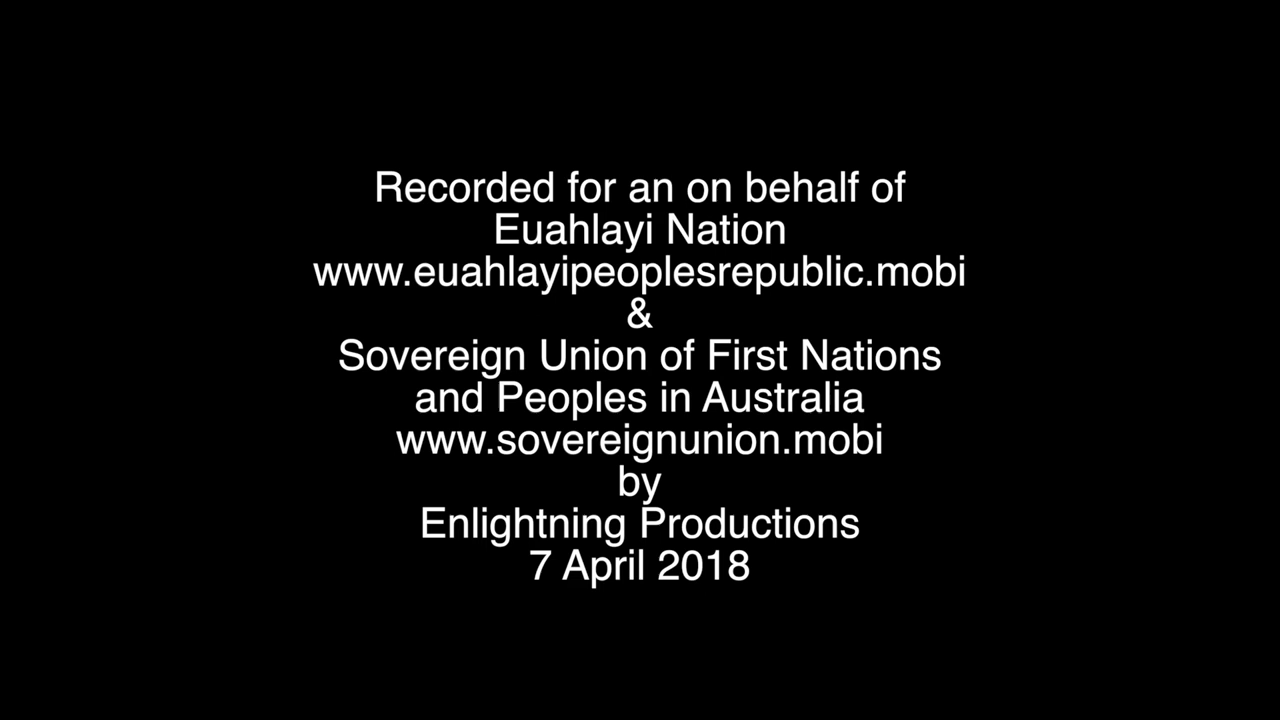 Recorded for an on behalf of
Euahlayi Nation
www.euahlayipeoplesrepublic.mobi
&
Sovereign Union of First Nations
and Peoples in Australia
www.sovereignunion.mobi
by
Enlightning Productions
7 April 2018